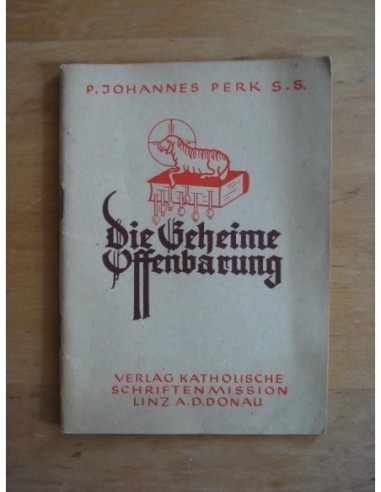 P. JOHANNES PERK S.S.
Die Geheime
Offenbarung
VERLAG KATHOLISCHE
SCHRIFTENMISSION
LINZ A.D.DONAU